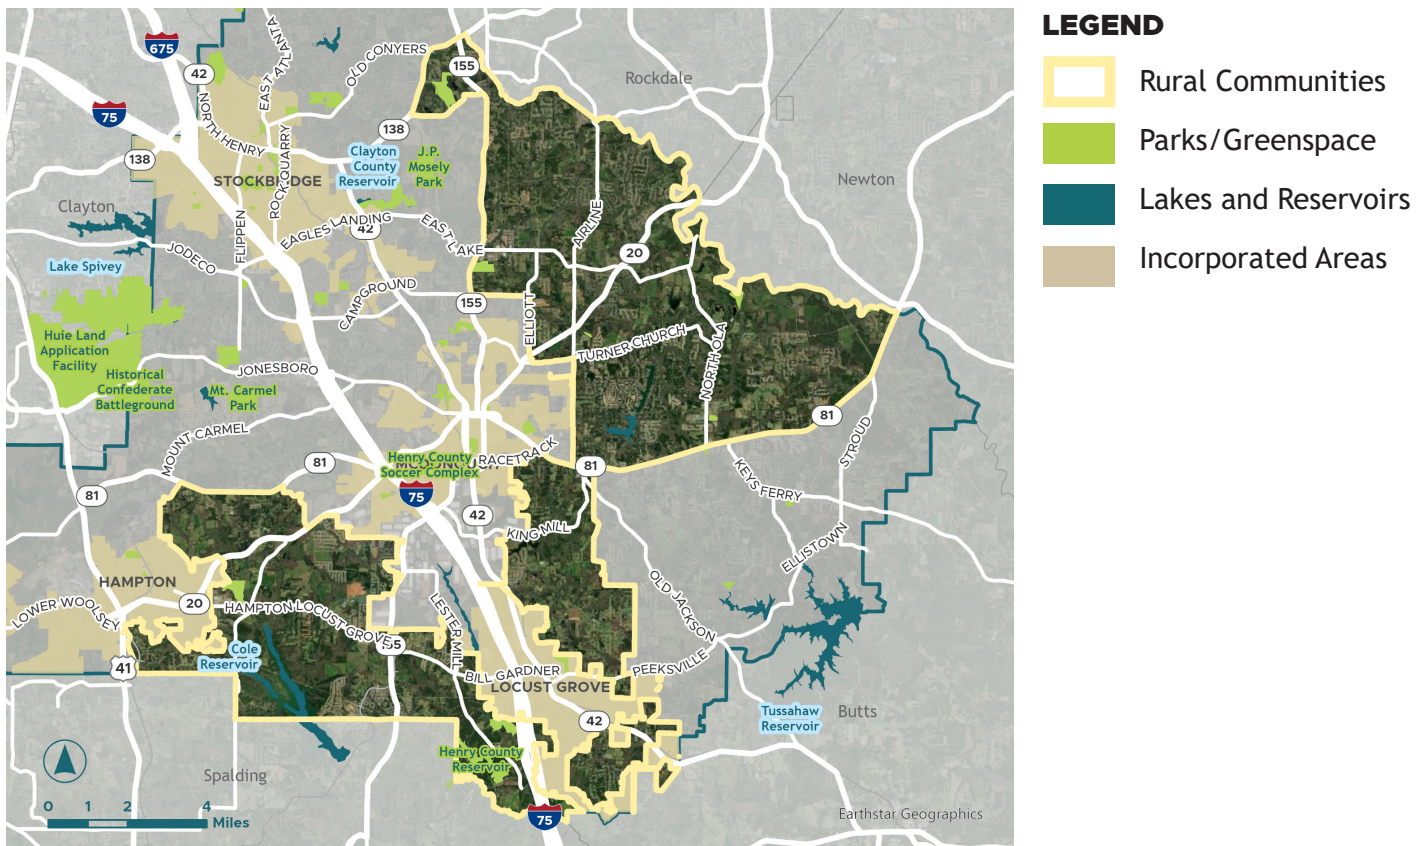 LEGEND
Rural Communities
Parks/Greenspace
Lakes and Reservoirs
Incorporated Areas
675
42
EAST ATLANTA
OLD CONYERS
155
Rockdale
75
NORTH HENRY
138
138
ROCK QUARRY
Clayton
County
Reservoir
J.P.
Mosely
Park
STOCKBRIDGE
Newton
Clayton
FLIPPEN
EAGLES LANDING
42
EAST LAKE
AIRLINE
20
JODECO
Lake Spivey
CAMPGROUND
155
ELLIOTT
Huie Land
Application
Facility
TURNER CHURCH
NORTH OLA
JONESBORO
Historical
Confederate
Battleground
Mt. Carmel
Park
81
MOUNT CARMEL
STROUD
RACETRACK
81
MCDONOUGH
Henry County
Soccer Complex
81
KEYS FERRY
81
75
42
KING MILL
ELLISTOWN
HAMPTON
OLD JACKSON
LOWER WOOLSEY
20
HAMPTON LOCUST GROVE
LESTER MILL
155
Cole
Reservoir
41
BILL GARDNER
PEEKSVILLE
LOCUST GROVE
42
Tussahaw
Reservoir
Butts
Henry County
Reservoir
Spalding
0 1 2 4
Miles
75
Earthstar Geographics